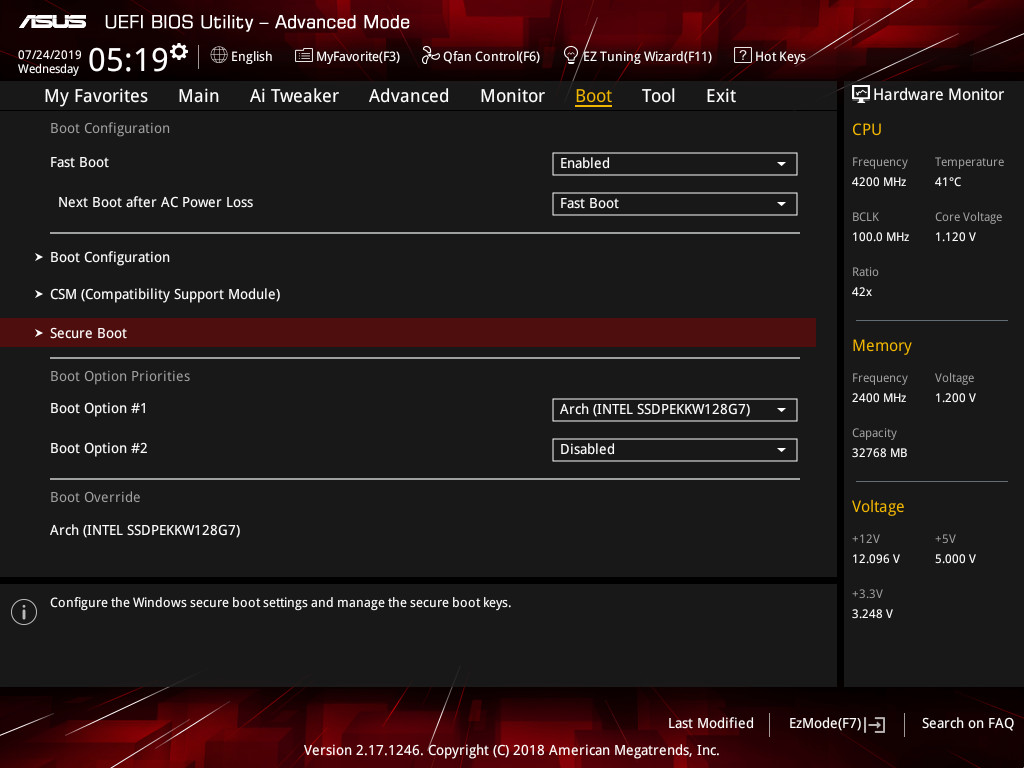 ASUS UEFI BIOS Utility – Advanced Mode
07/24/2019
Wednesday
05:19
English
MyFavorite(F3)
Qfan Control(F6)
EZ Tuning Wizard(F11)
? Hot Keys
My Favorites
Main
Ai Tweaker
Advanced
Monitor
Boot
Tool
Exit
Boot Configuration
Fast Boot Enabled
Next Boot after AC Power Loss Fast Boot
Boot Configuration
CSM (Compatibility Support Module)
Secure Boot
Boot Option Priorities
Boot Option #1 Arch (INTEL SSDPEKKW128G7)
Boot Option #2 Disabled
Boot Override
Arch (INTEL SSDPEKKW128G7)
Configure the Windows secure boot settings and manage the secure boot keys.
Hardware Monitor
CPU
Frequency Temperature
4200 MHz 41°C
BCLK Core Voltage
100.0 MHz 1.120 V
Ratio
42x
Memory
Frequency Voltage
2400 MHz 1.200 V
Capacity
32768 MB
Voltage
+12V +5V
12.096 V 5.000 V
+3.3V
3.248 V
Last Modified
EzMode(F7)
Search on FAQ
Version 2.17.1246. Copyright (C) 2018 American Megatrends, Inc.